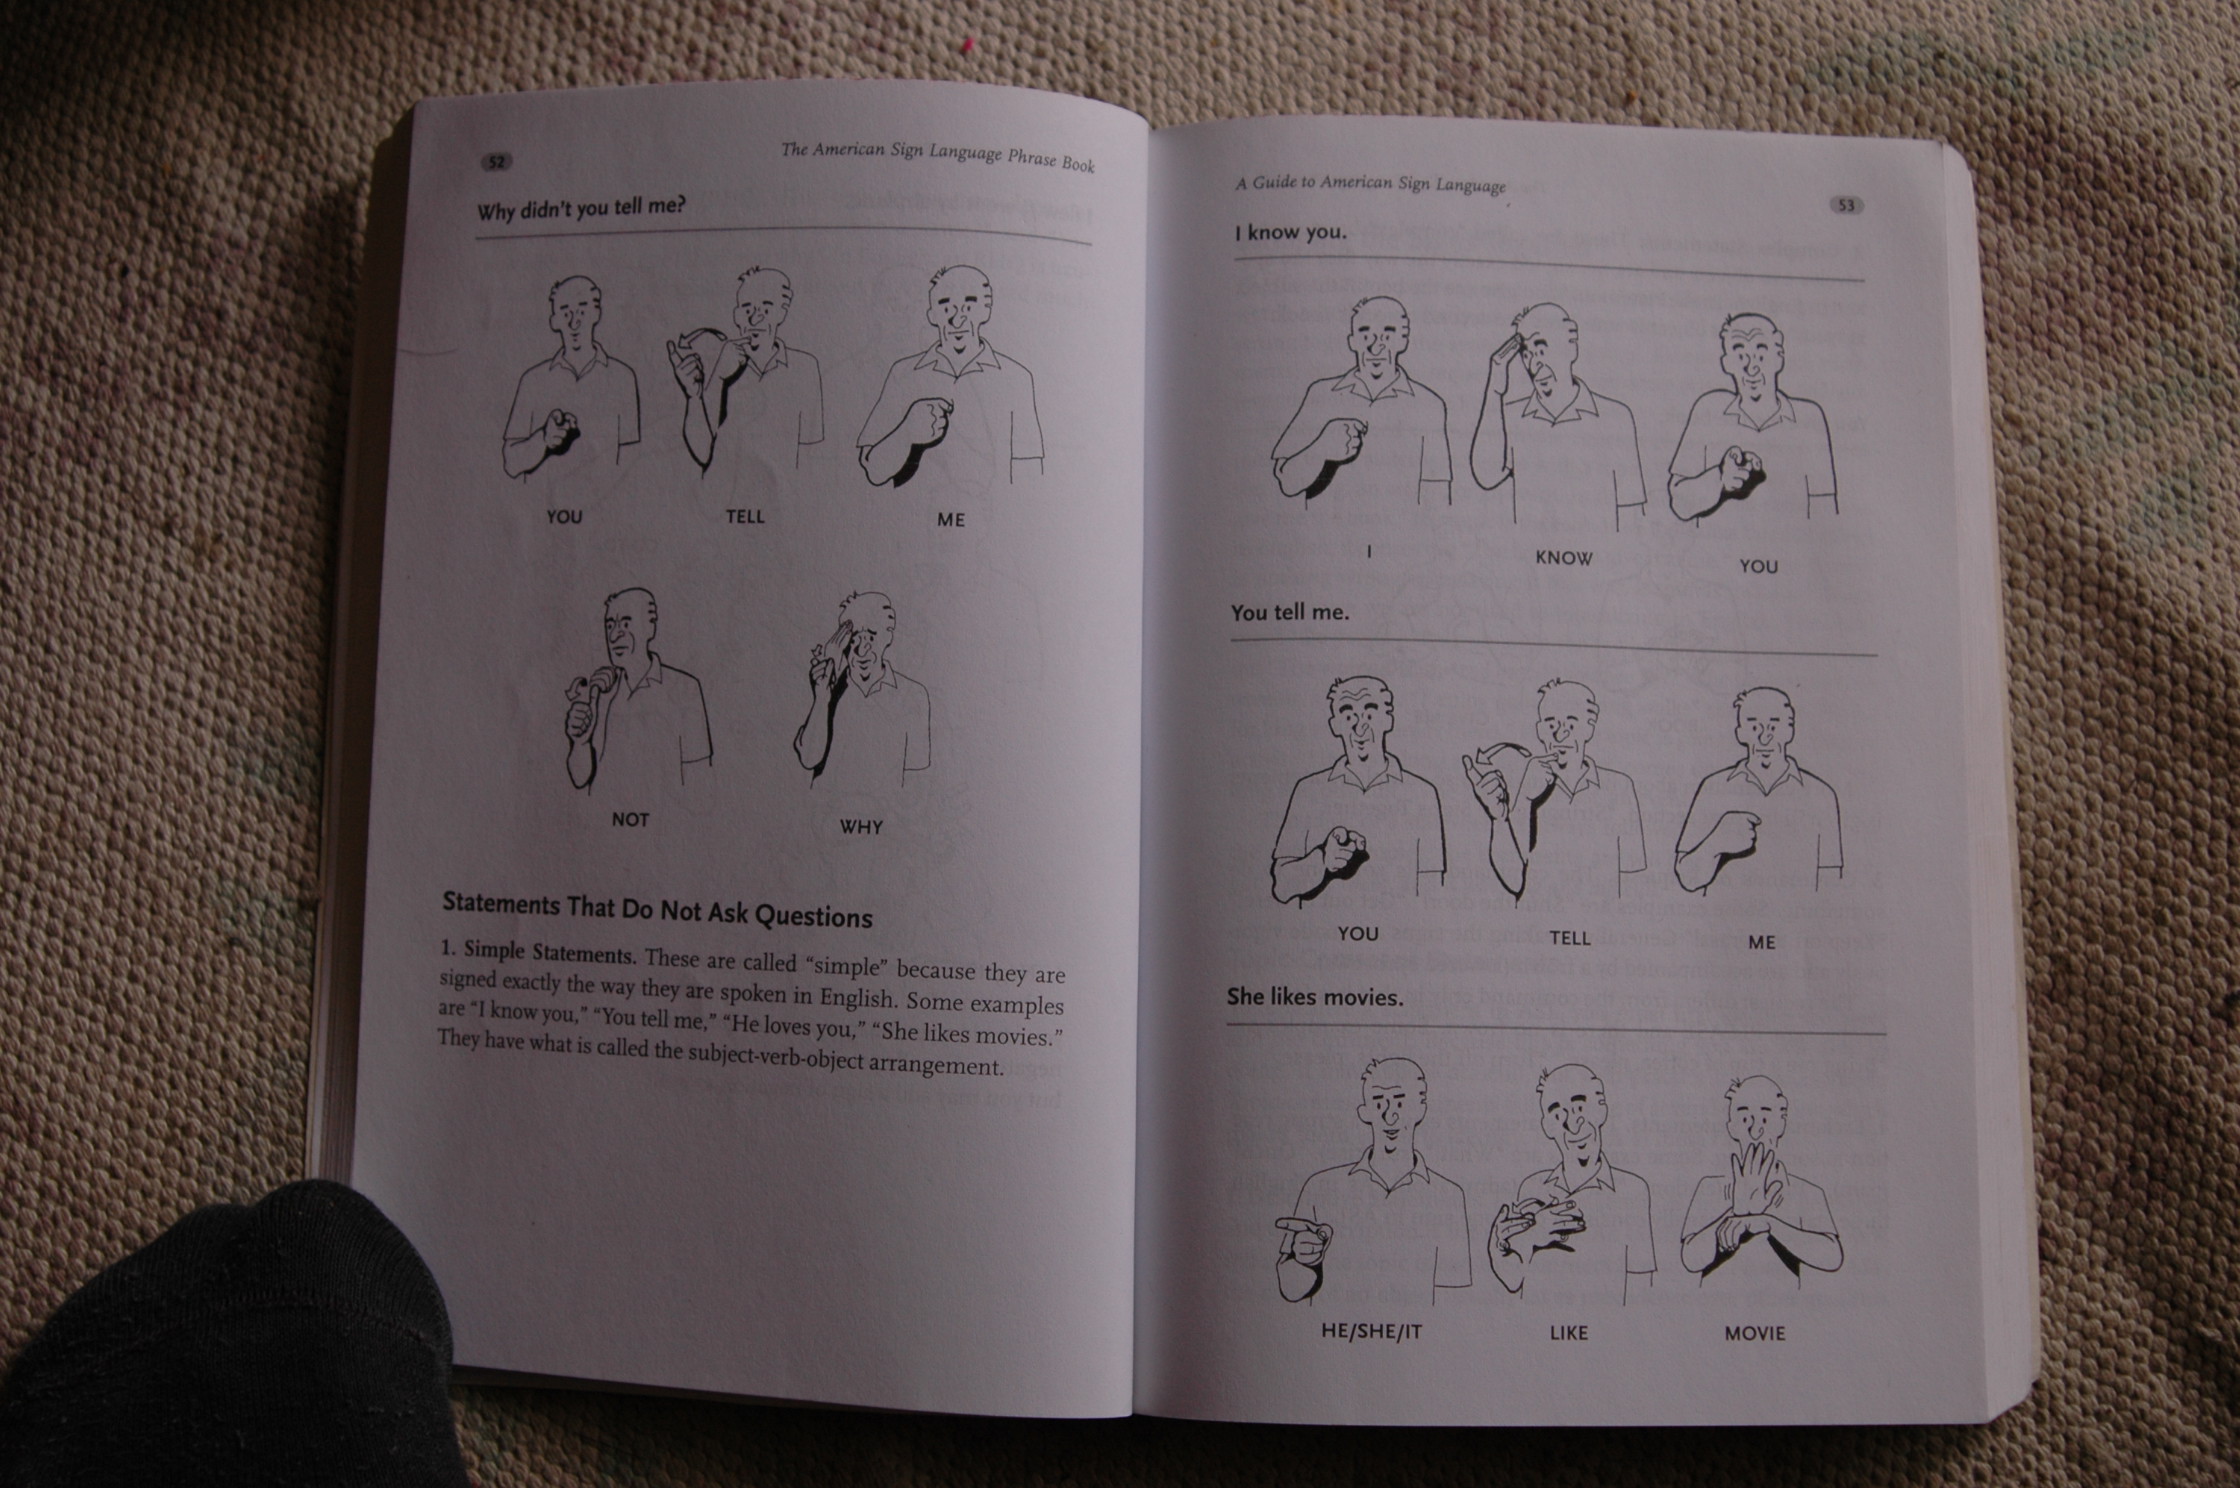 52
The American Sign Language Phrase Book
Why didn't you tell me?
YOU TELL ME
NOT WHY
Statements That Do Not Ask Questions
1. Simple Statements. These are called “simple” because they are
signed exactly the way they are spoken in English. Some examples
are “I know you,” “You tell me,” “He loves you,” “She likes movies.”
They have what is called the subject-verb-object arrangement.
A Guide to American Sign Language
53
I know you.
I KNOW YOU
You tell me.
YOU TELL ME
She likes movies.
HE/SHE/IT LIKE MOVIE